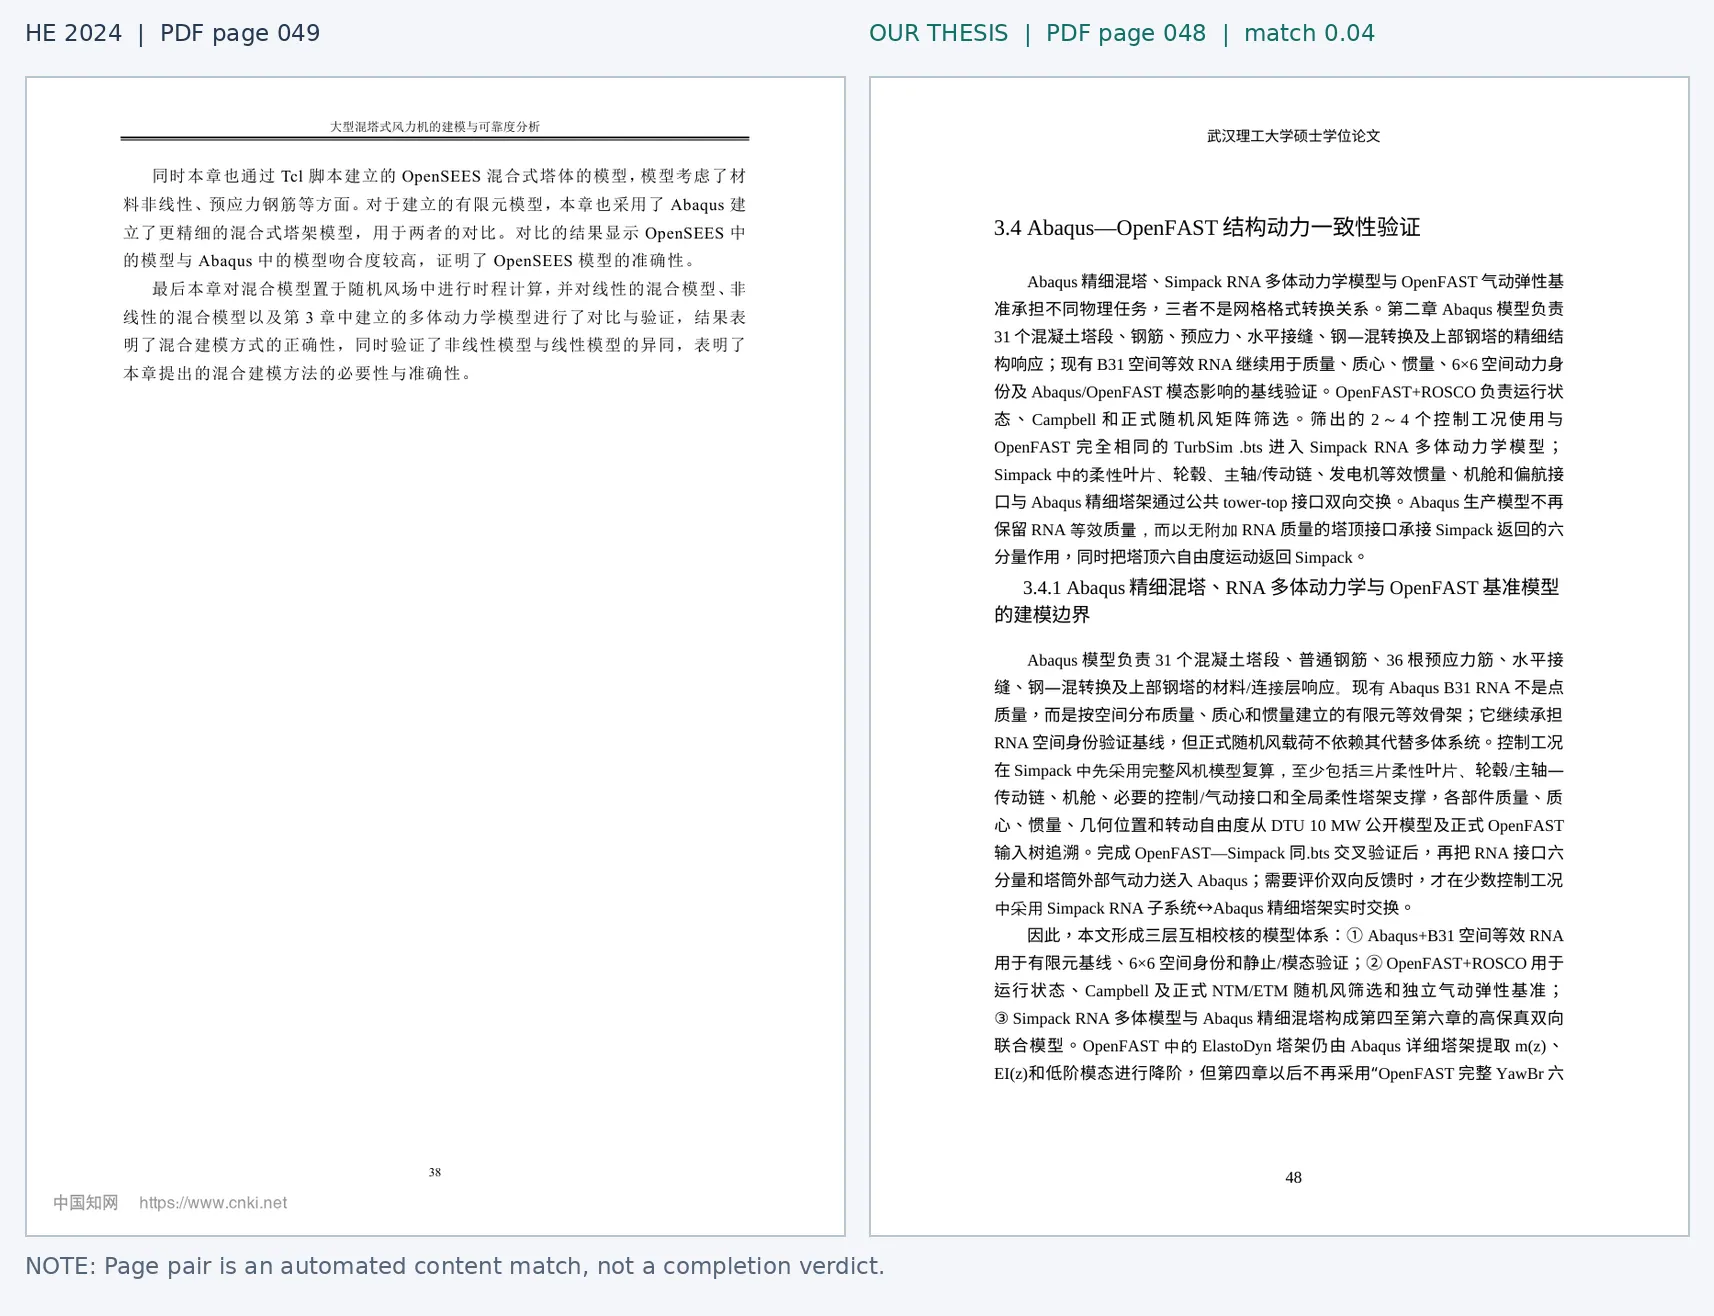 HE 2024 | PDF page 049
大型混塔式风力机的建模与可靠度分析
同时本章也通过 Tcl 脚本建立的 OpenSEES 混合式塔体的模型，模型考虑了材
料非线性、预应力钢筋等方面。对于建立的有限元模型，本章也采用了 Abaqus 建
立了更精细的混合式塔架模型，用于两者的对比。对比的结果显示 OpenSEES 中
的模型与 Abaqus 中的模型吻合度较高，证明了 OpenSEES 模型的准确性。
最后本章对混合模型置于随机风场中进行时程计算，并对线性的混合模型、非
线性的混合模型以及第 3 章中建立的多体动力学模型进行了对比与验证，结果表
明了混合建模方式的正确性，同时验证了非线性模型与线性模型的异同，表明了
本章提出的混合建模方法的必要性与准确性。
38
中国知网 https://www.cnki.net
OUR THESIS | PDF page 048 | match 0.04
武汉理工大学硕士学位论文
3.4 Abaqus—OpenFAST 结构动力一致性验证
Abaqus 精细混塔、Simpack RNA 多体动力学模型与 OpenFAST 气动弹性基
准承担不同物理任务，三者不是网格格式转换关系。第二章 Abaqus 模型负责
31 个混凝土塔段、钢筋、预应力、水平接缝、钢—混转换及上部钢塔的精细结
构响应；现有 B31 空间等效 RNA 继续用于质量、质心、惯量、6×6 空间动力身
份及 Abaqus/OpenFAST 模态影响的基线验证。OpenFAST+ROSCO 负责运行状
态、Campbell 和正式随机风矩阵筛选。筛出的 2～4 个控制工况使用与
OpenFAST 完全相同的 TurbSim .bts 进入 Simpack RNA 多体动力学模型；
Simpack 中的柔性叶片、轮毂、主轴/传动链、发电机等效惯量、机舱和偏航接
口与 Abaqus 精细塔架通过公共 tower-top 接口双向交换。Abaqus 生产模型不再
保留 RNA 等效质量，而以无附加 RNA 质量的塔顶接口承接 Simpack 返回的六
分量作用，同时把塔顶六自由度运动返回 Simpack。
3.4.1 Abaqus 精细混塔、RNA 多体动力学与 OpenFAST 基准模型
的建模边界
Abaqus 模型负责 31 个混凝土塔段、普通钢筋、36 根预应力筋、水平接
缝、钢—混转换及上部钢塔的材料/连接层响应。现有 Abaqus B31 RNA 不是点
质量，而是按空间分布质量、质心和惯量建立的有限元等效骨架；它继续承担
RNA 空间身份验证基线，但正式随机风载荷不依赖其代替多体系统。控制工况
在 Simpack 中先采用完整风机模型复算，至少包括三片柔性叶片、轮毂/主轴—
传动链、机舱、必要的控制/气动接口和全局柔性塔架支撑，各部件质量、质
心、惯量、几何位置和转动自由度从 DTU 10 MW 公开模型及正式 OpenFAST
输入树追溯。完成 OpenFAST—Simpack 同.bts 交叉验证后，再把 RNA 接口六
分量和塔筒外部气动力送入 Abaqus；需要评价双向反馈时，才在少数控制工况
中采用 Simpack RNA 子系统↔Abaqus 精细塔架实时交换。
因此，本文形成三层互相校核的模型体系：① Abaqus+B31 空间等效 RNA
用于有限元基线、6×6 空间身份和静止/模态验证；② OpenFAST+ROSCO 用于
运行状态、Campbell 及正式 NTM/ETM 随机风筛选和独立气动弹性基准；
③ Simpack RNA 多体模型与 Abaqus 精细混塔构成第四至第六章的高保真双向
联合模型。OpenFAST 中的 ElastoDyn 塔架仍由 Abaqus 详细塔架提取 m(z)、
EI(z)和低阶模态进行降阶，但第四章以后不再采用“OpenFAST 完整 YawBr 六
48
NOTE: Page pair is an automated content match, not a completion verdict.